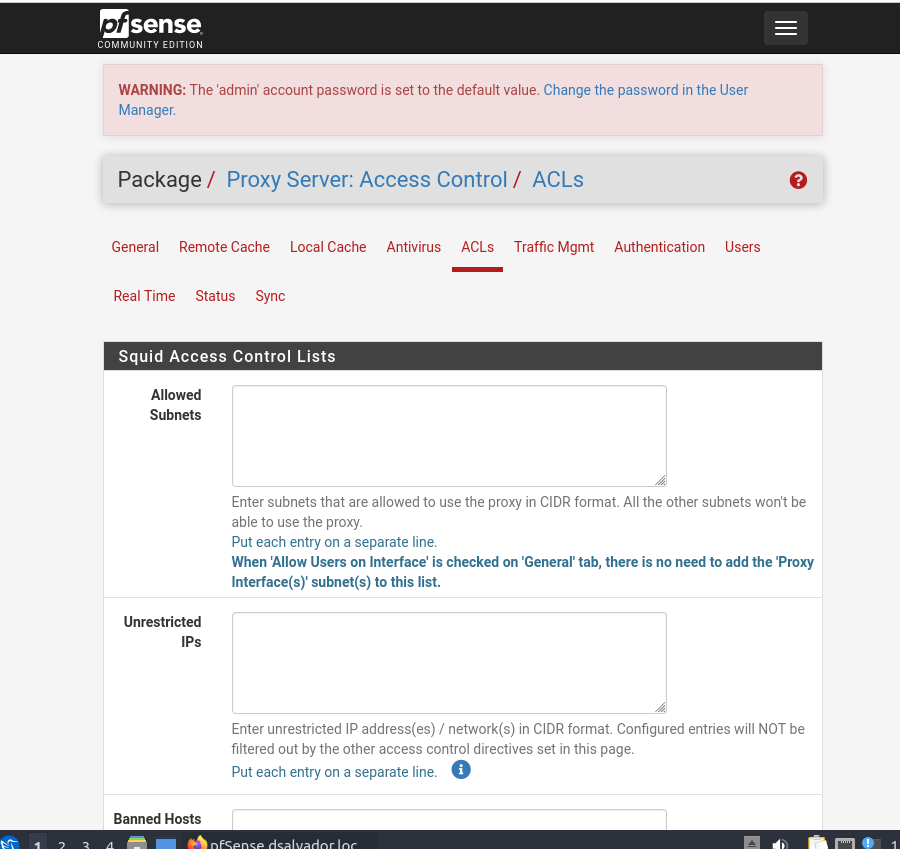 pfsense
COMMUNITY EDITION
WARNING: The 'admin' account password is set to the default value. Change the password in the User
Manager.
Package / Proxy Server: Access Control / ACLs
General Remote Cache Local Cache Antivirus ACLs Traffic Mgmt Authentication Users
Real Time Status Sync
Squid Access Control Lists
Allowed
Subnets
Enter subnets that are allowed to use the proxy in CIDR format. All the other subnets won't be
able to use the proxy.
Put each entry on a separate line.
When 'Allow Users on Interface' is checked on 'General' tab, there is no need to add the 'Proxy
Interface(s)' subnet(s) to this list.
Unrestricted
IPs
Enter unrestricted IP address(es) / network(s) in CIDR format. Configured entries will NOT be
filtered out by the other access control directives set in this page.
Put each entry on a separate line.
Banned Hosts
1 2 3 4 pfSense.dsalvador.loc 1